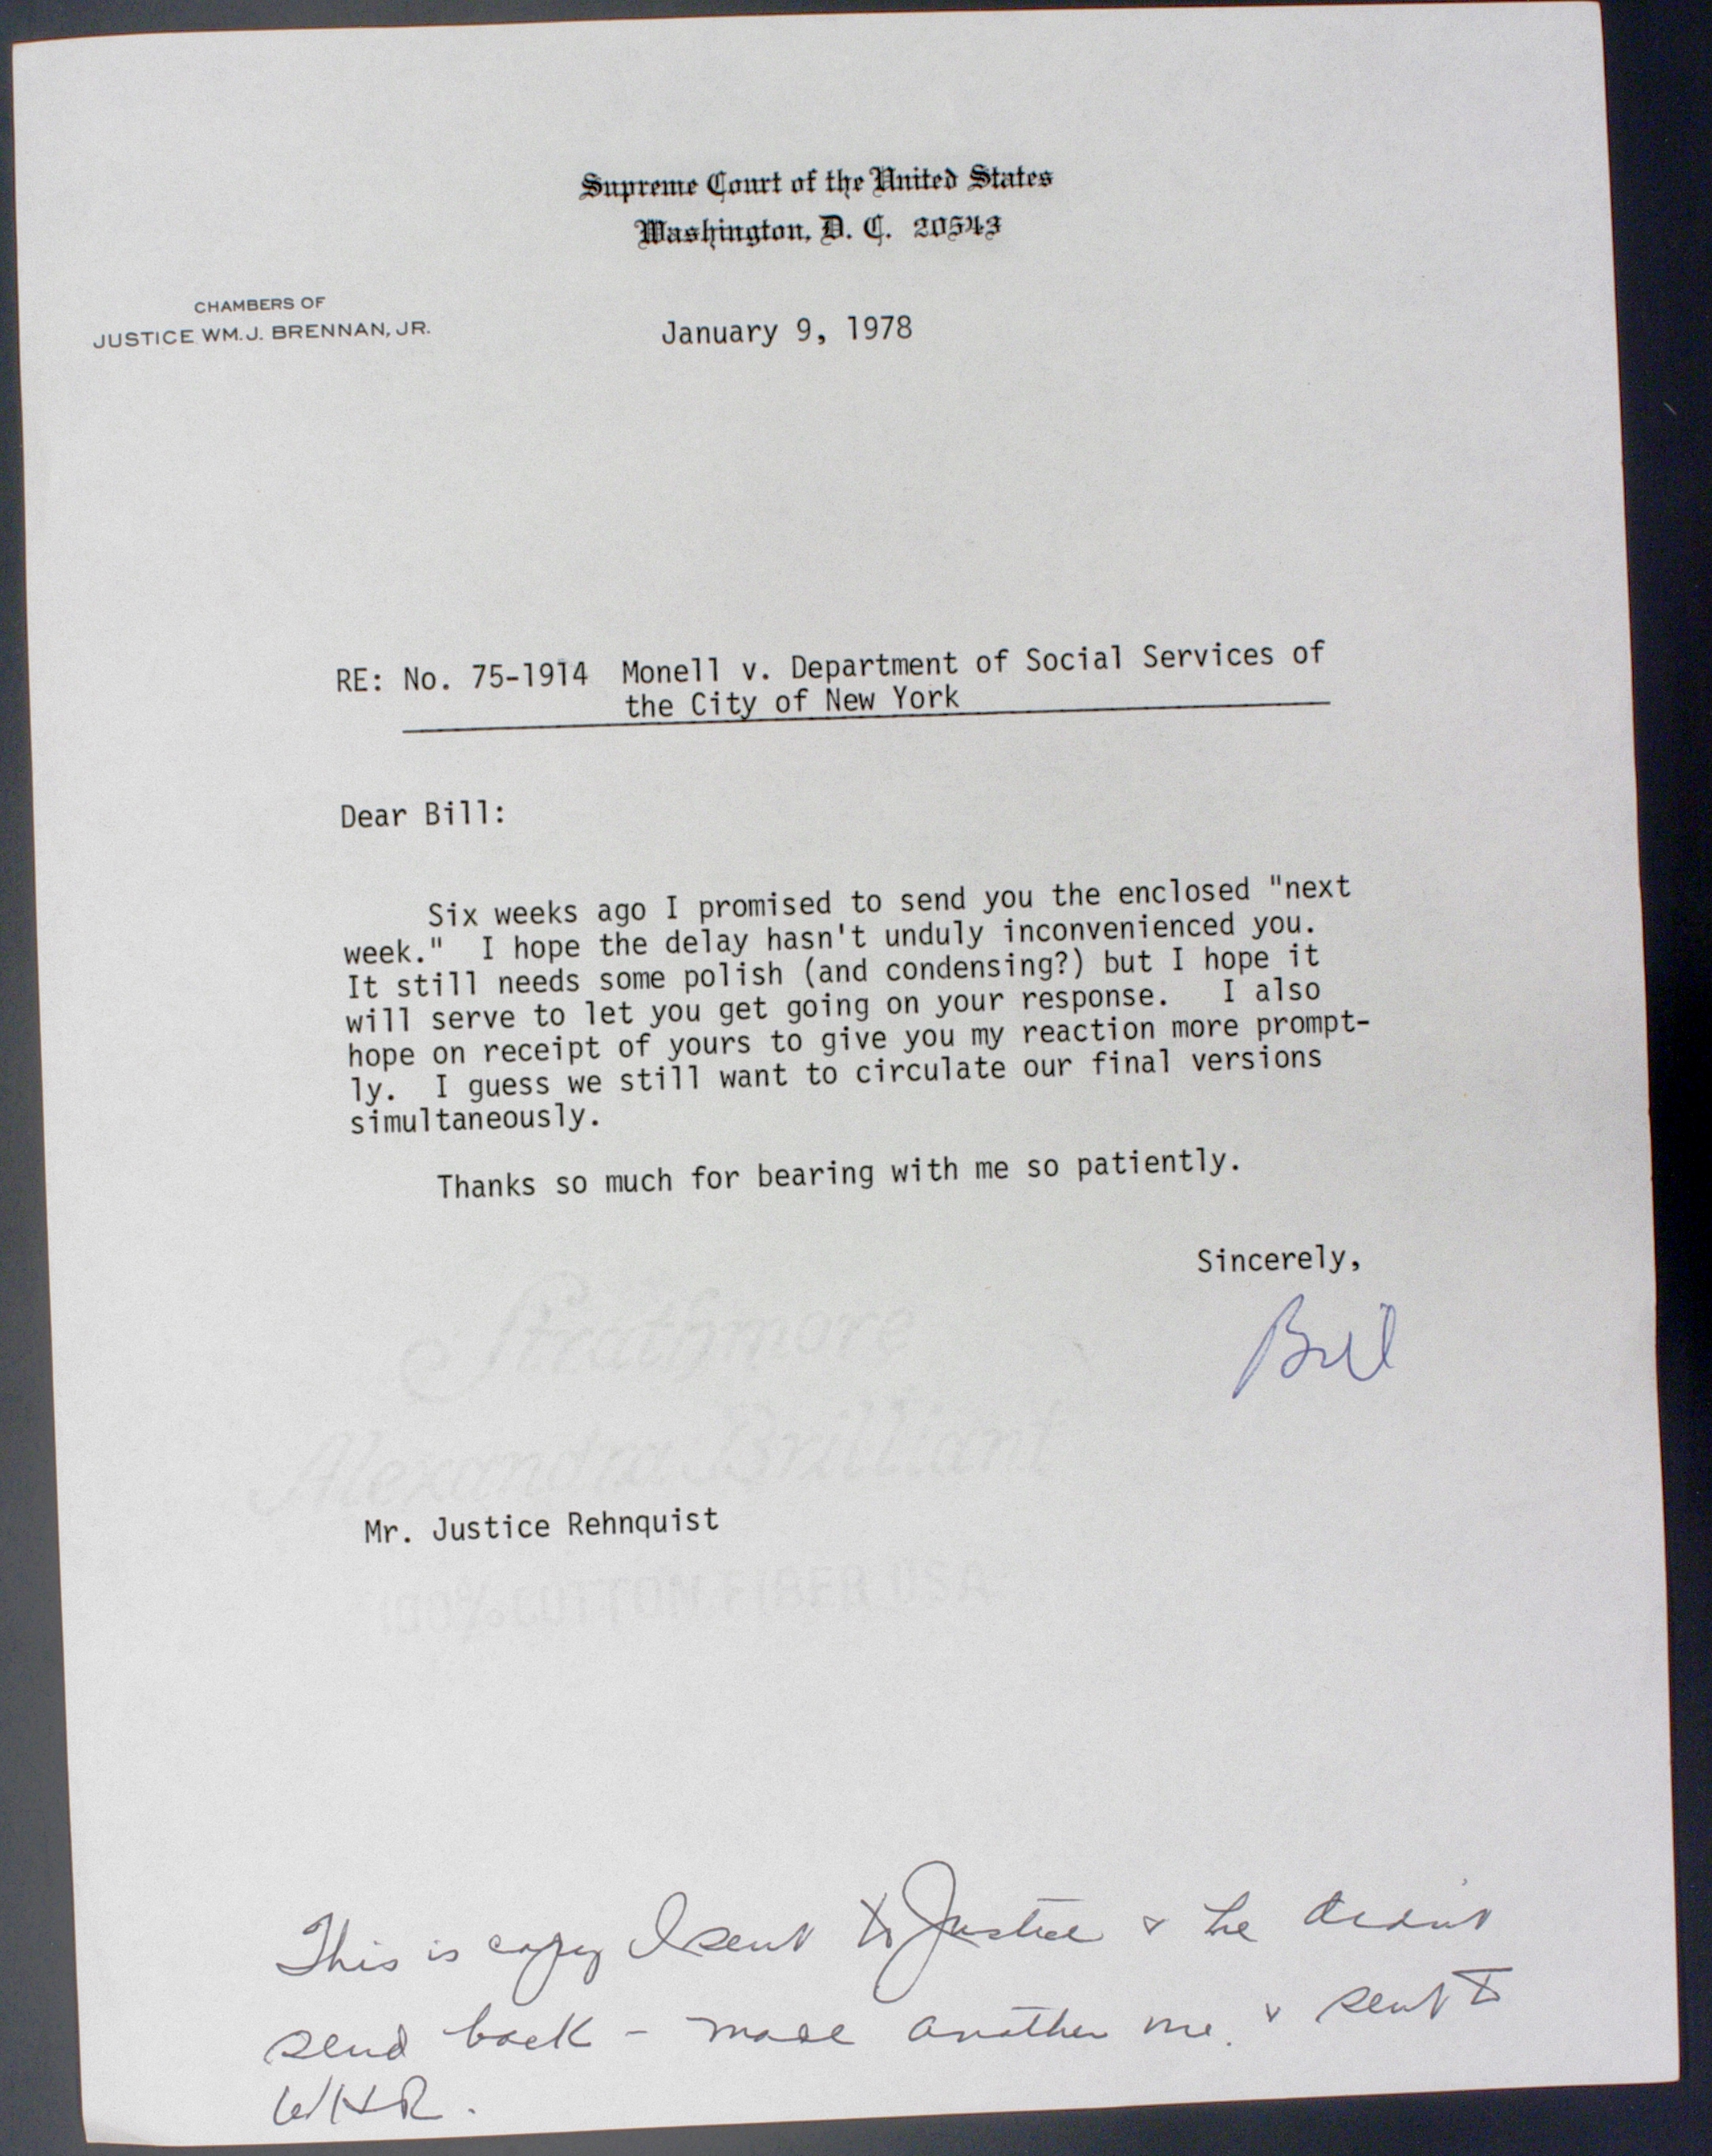 Supreme Court of the United States
Washington, D. C. 20543
CHAMBERS OF
JUSTICE WM. J. BRENNAN, JR.
January 9, 1978
RE: No. 75-1914 Monell v. Department of Social Services of
the City of New York
Dear Bill:
Six weeks ago I promised to send you the enclosed "next
week." I hope the delay hasn't unduly inconvenienced you.
It still needs some polish (and condensing?) but I hope it
will serve to let you get going on your response. I also
hope on receipt of yours to give you my reaction more prompt-
ly. I guess we still want to circulate our final versions
simultaneously.
Thanks so much for bearing with me so patiently.
Sincerely,
Bill
Strathmore
Alexandra Brilliant
Mr. Justice Rehnquist
100% COTTON FIBER USA
This is copy I sent to Justice & he didn't
send back - made another one & sent to
WHR.